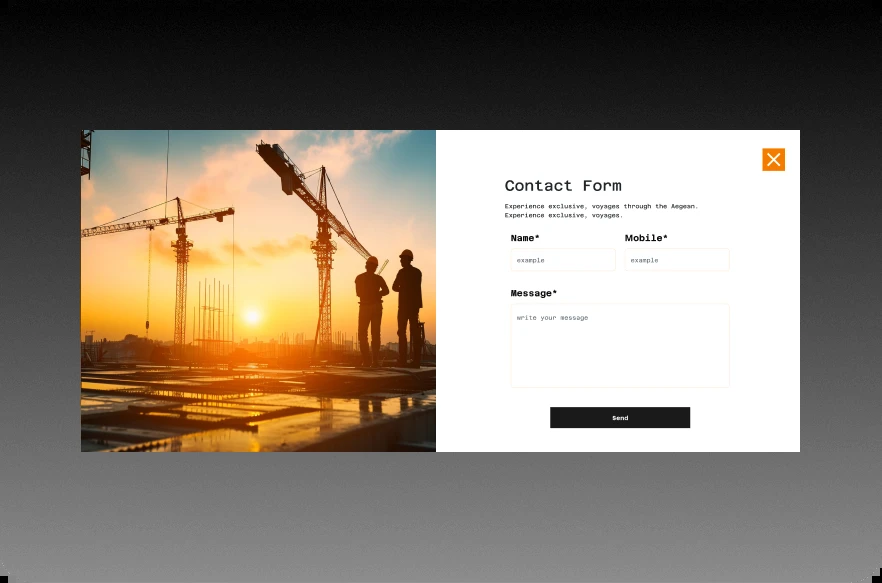 Contact Form
Experience exclusive, voyages through the Aegean.
Experience exclusive, voyages.
Name* Mobile*
example example
Message*
write your message
Send